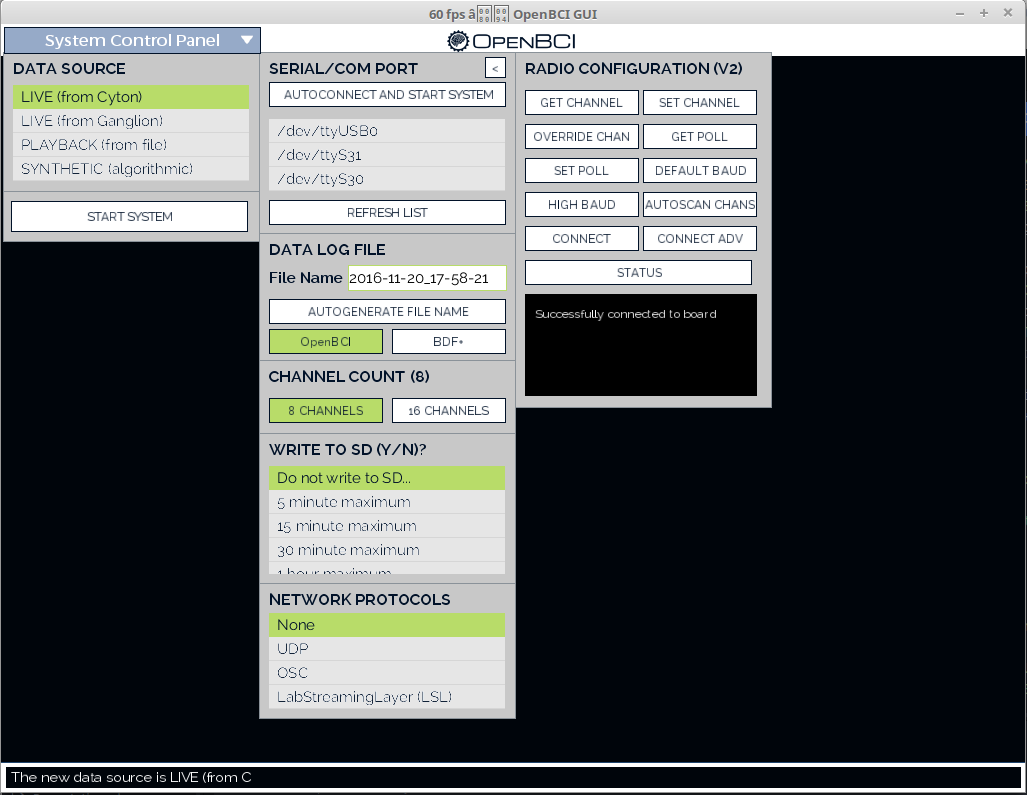 60 fps â OpenBCI GUI
System Control Panel
OPENBCI
DATA SOURCE
LIVE (from Cyton)
LIVE (from Ganglion)
PLAYBACK (from file)
SYNTHETIC (algorithmic)
START SYSTEM
SERIAL/COM PORT
<
AUTOCONNECT AND START SYSTEM
/dev/ttyUSB0
/dev/ttyS31
/dev/ttyS30
REFRESH LIST
DATA LOG FILE
File Name 2016-11-20_17-58-21
AUTOGENERATE FILE NAME
OpenBCI BDF+
CHANNEL COUNT (8)
8 CHANNELS 16 CHANNELS
WRITE TO SD (Y/N)?
Do not write to SD...
5 minute maximum
15 minute maximum
30 minute maximum
1 hour maximum
NETWORK PROTOCOLS
None
UDP
OSC
LabStreamingLayer (LSL)
RADIO CONFIGURATION (V2)
GET CHANNEL SET CHANNEL
OVERRIDE CHAN GET POLL
SET POLL DEFAULT BAUD
HIGH BAUD AUTOSCAN CHANS
CONNECT CONNECT ADV
STATUS
Successfully connected to board
The new data source is LIVE (from C